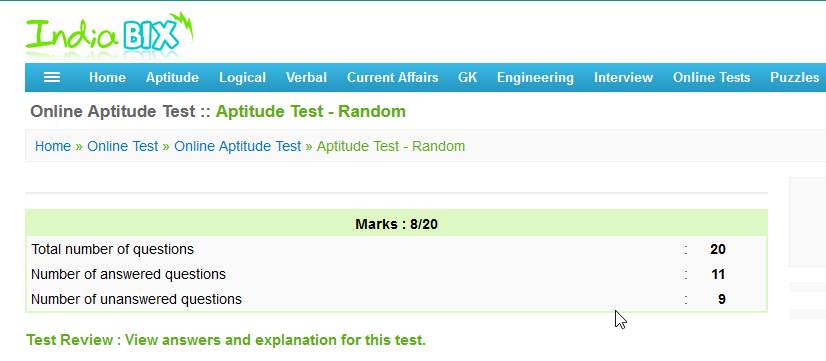 India BIX
Home Aptitude Logical Verbal Current Affairs GK Engineering Interview Online Tests Puzzles
Online Aptitude Test :: Aptitude Test - Random
Home » Online Test » Online Aptitude Test » Aptitude Test - Random
Marks : 8/20
Total number of questions : 20
Number of answered questions : 11
Number of unanswered questions : 9
Test Review : View answers and explanation for this test.